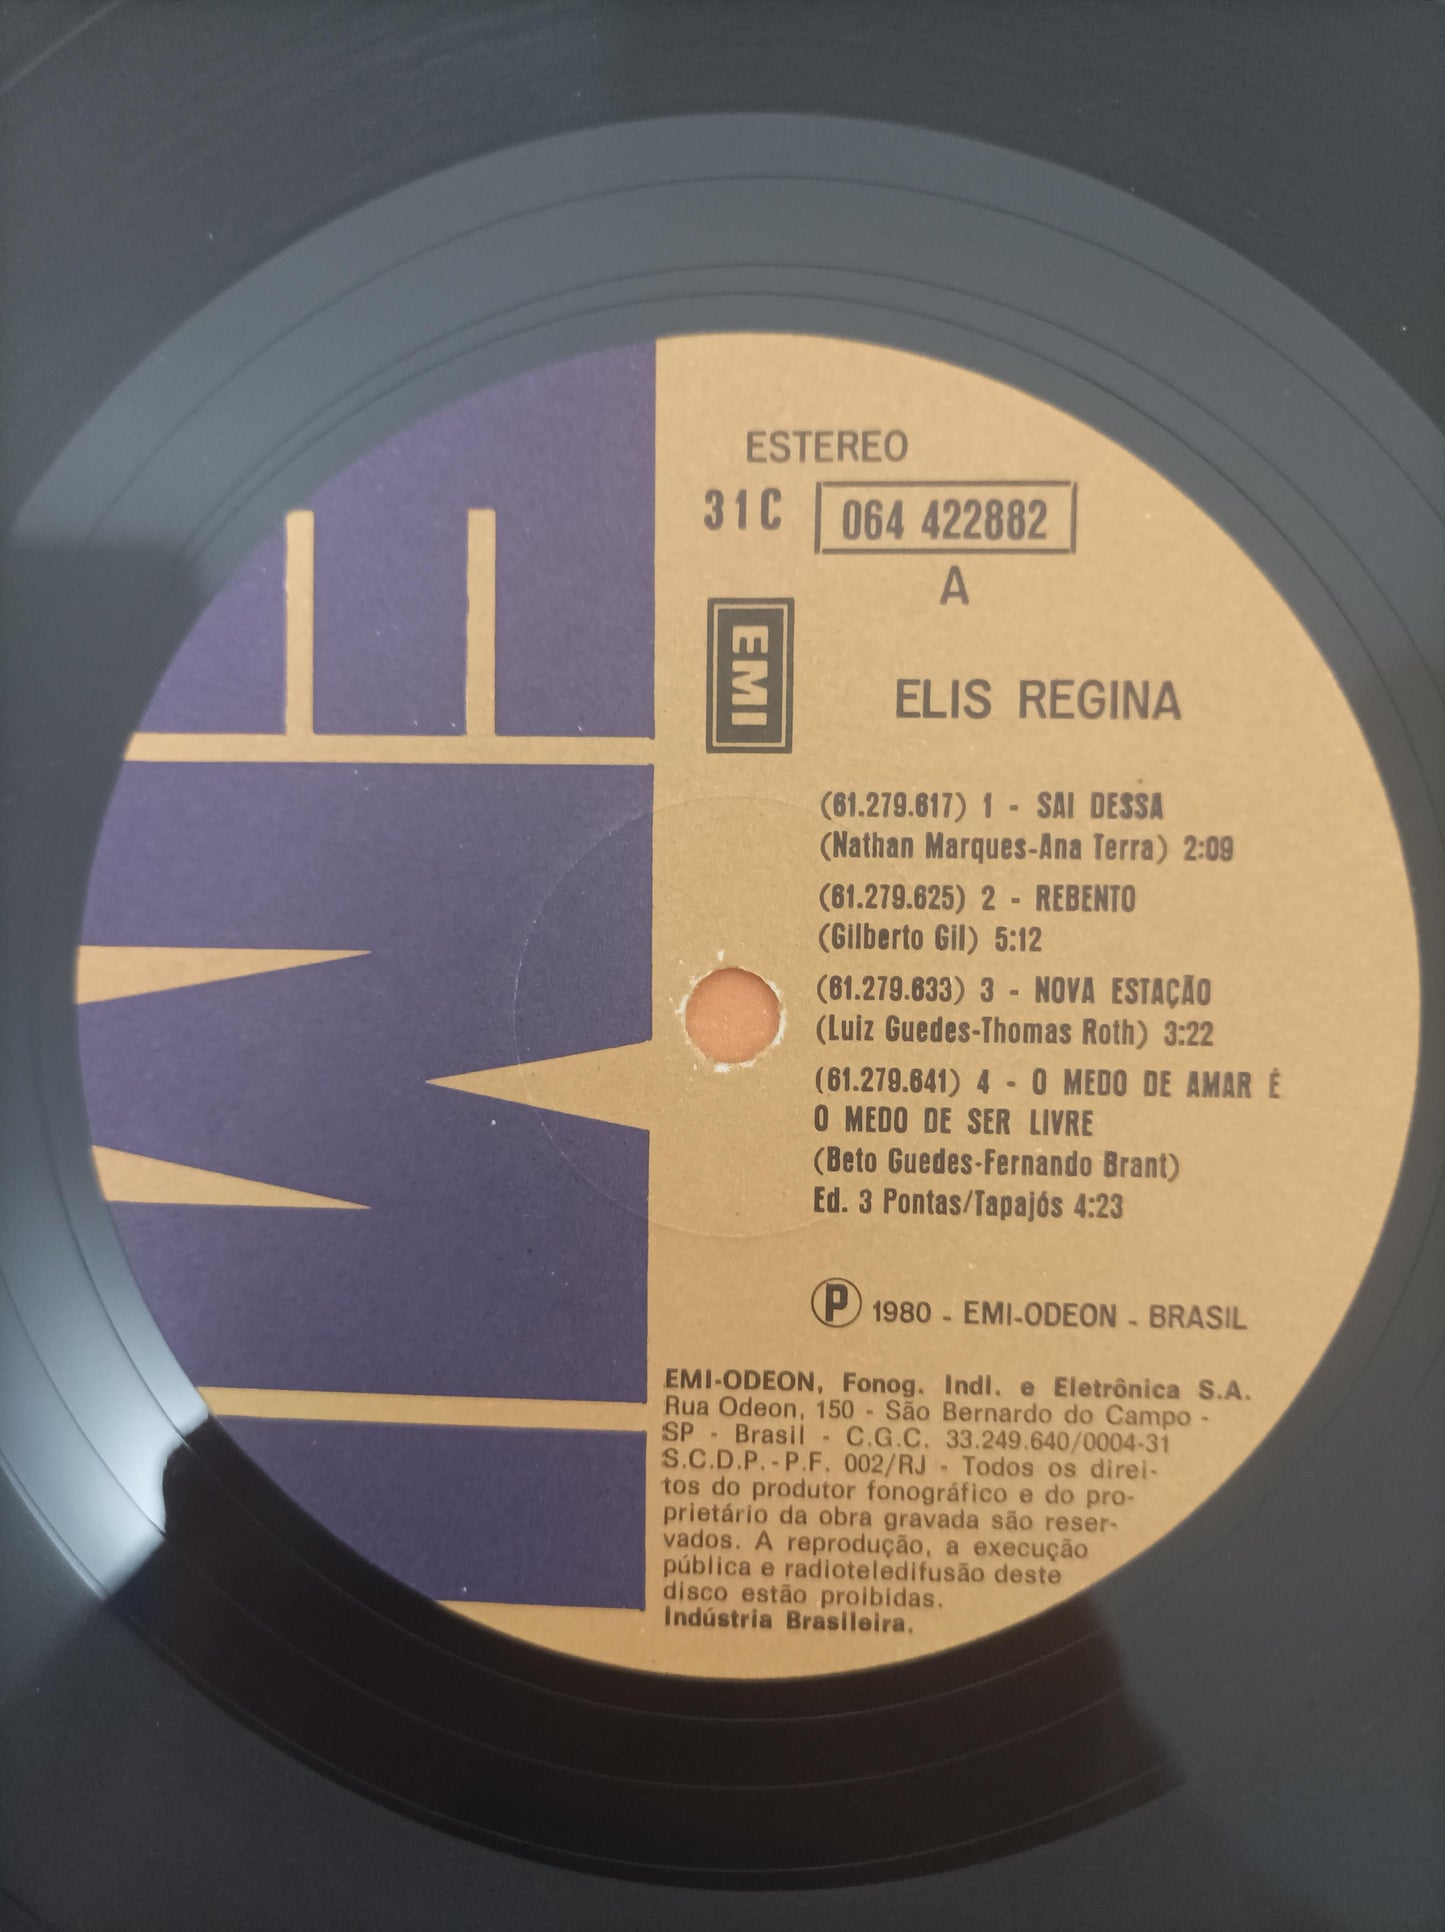 ESTEREO
31C 064 422882
A
EMI
ELIS REGINA
(61.279.617) 1 - SAI DESSA
(Nathan Marques-Ana Terra) 2:09
(61.279.625) 2 - REBENTO
(Gilberto Gil) 5:12
(61.279.633) 3 - NOVA ESTAÇÃO
(Luiz Guedes-Thomas Roth) 3:22
(61.279.641) 4 - O MEDO DE AMAR É
O MEDO DE SER LIVRE
(Beto Guedes-Fernando Brant)
Ed. 3 Pontas/Tapajós 4:23
Ⓟ 1980 - EMI-ODEON - BRASIL
EMI-ODEON, Fonog. Indl. e Eletrônica S.A.
Rua Odeon, 150 - São Bernardo do Campo -
SP - Brasil - C.G.C. 33.249.640/0004-31
S.C.D.P.-P.F. 002/RJ - Todos os direi-
tos do produtor fonográfico e do pro-
prietário da obra gravada são reser-
vados. A reprodução, a execução
pública e radioteledifusão deste
disco estão proibidas.
Indústria Brasileira.